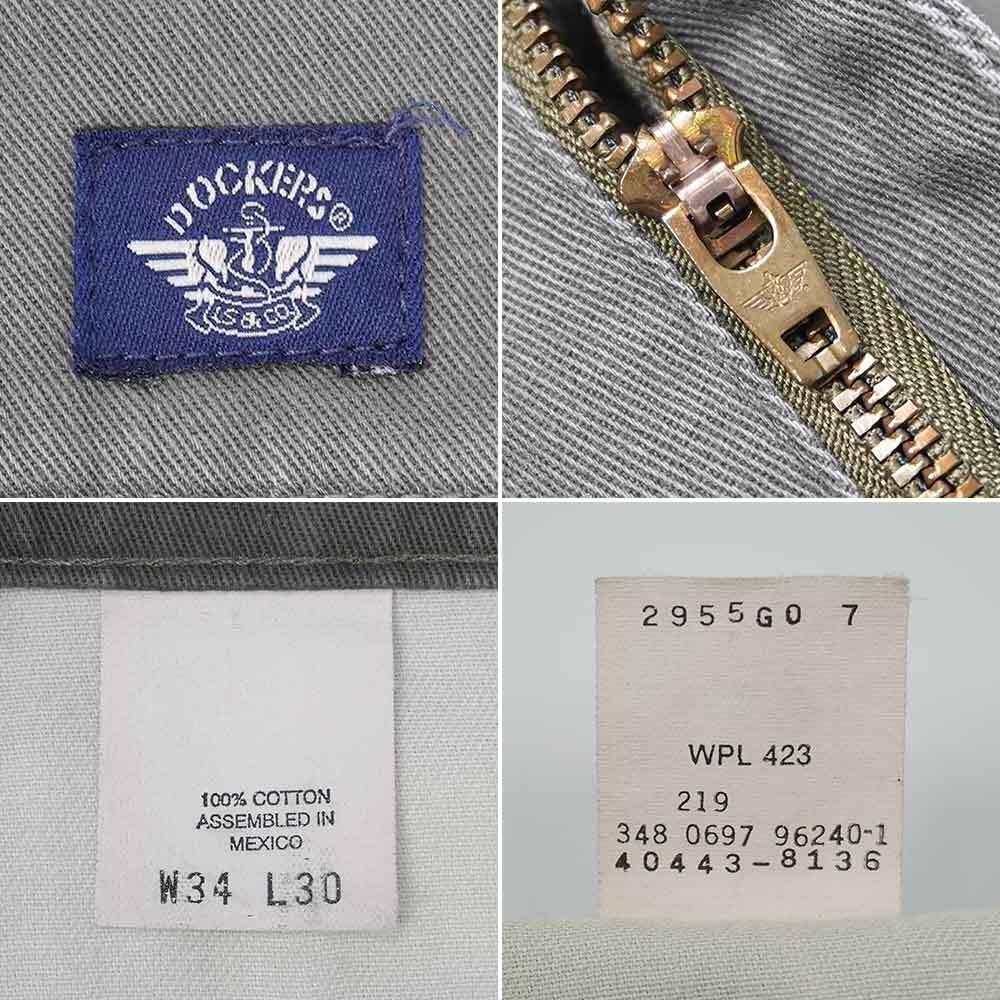 DOCKERS®
LS & CO.
100% COTTON
ASSEMBLED IN
MEXICO
W34 L30
2955GO 7
WPL 423
219
348 0697 96240-1
40443-8136